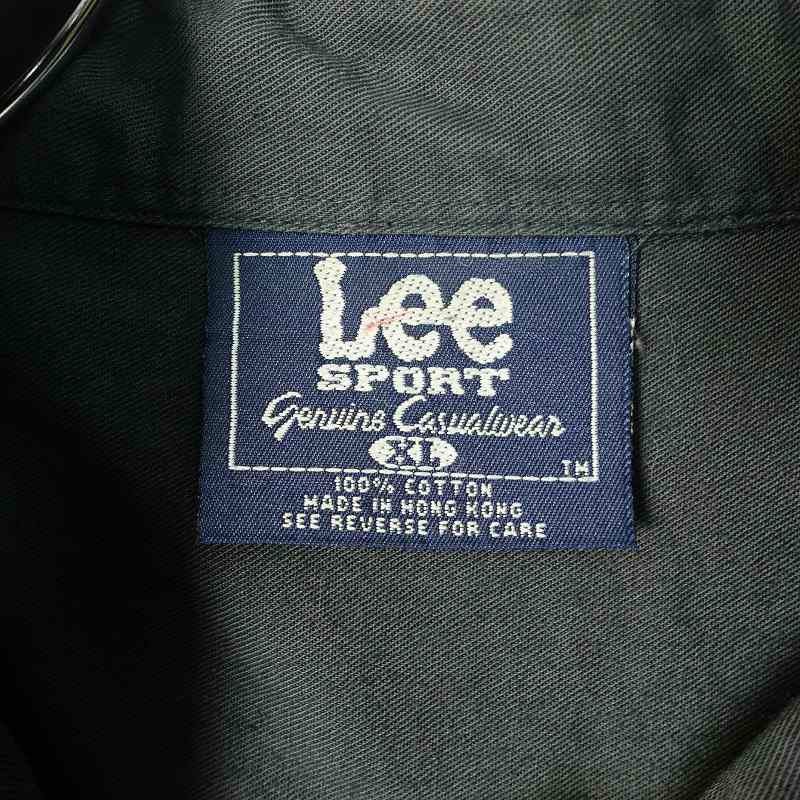 Lee
SPORT
Genuine Casualwear
XL
TM
100% COTTON
MADE IN HONG KONG
SEE REVERSE FOR CARE